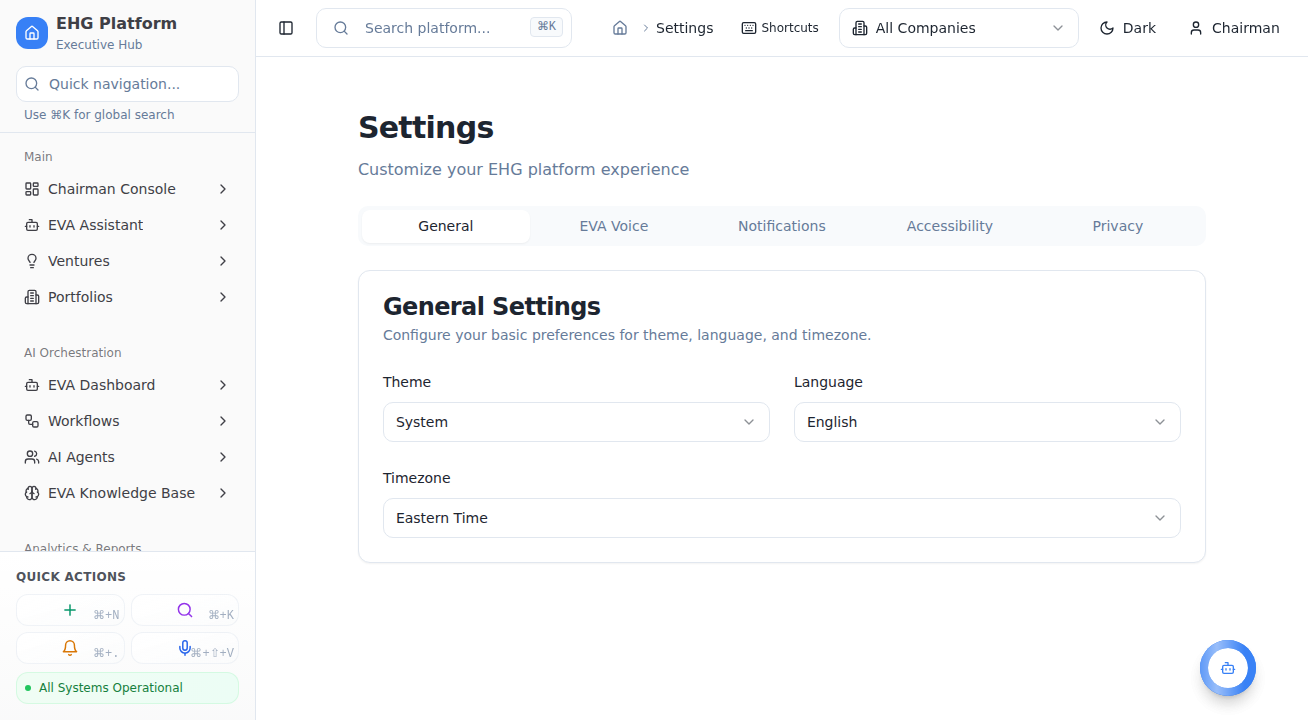 EHG Platform
Executive Hub
Quick navigation...
Use ⌘K for global search
Main
Chairman Console
EVA Assistant
Ventures
Portfolios
AI Orchestration
EVA Dashboard
Workflows
AI Agents
EVA Knowledge Base
Analytics & Reports
QUICK ACTIONS
⌘+N
⌘+K
⌘+.
⌘+⇧+V
All Systems Operational
Search platform...
⌘K
Settings
Shortcuts
All Companies
Dark
Chairman
Settings
Customize your EHG platform experience
General
EVA Voice
Notifications
Accessibility
Privacy
General Settings
Configure your basic preferences for theme, language, and timezone.
Theme
Language
System
English
Timezone
Eastern Time